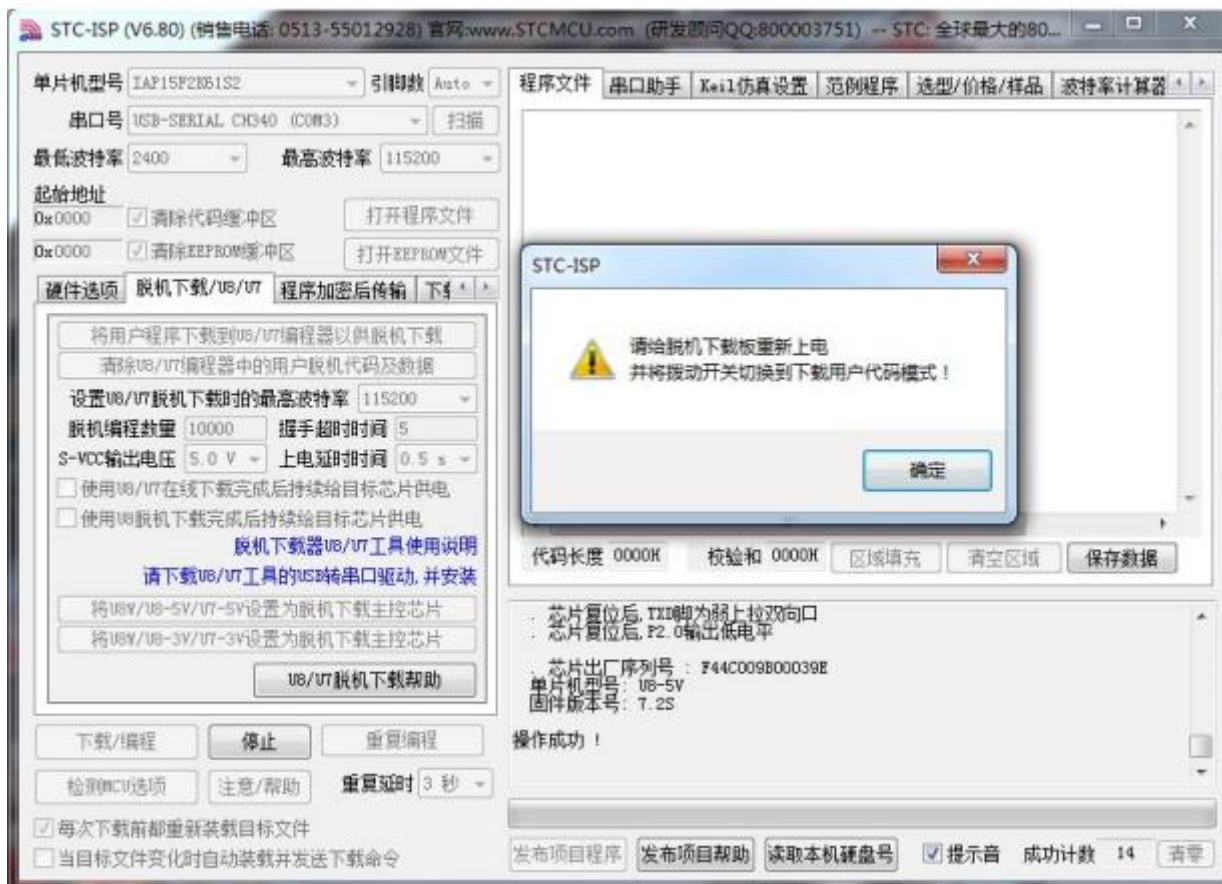 STC-ISP (V6.80) (销售电话: 0513-55012928) 官网:www.STCMCU.com (研发顾问QQ:800003751) -- STC: 全球最大的80...
单片机型号 IAP15F2K61S2 引脚数 Auto
串口号 USB-SERIAL CH340 (COM3) 扫描
最低波特率 2400 最高波特率 115200
起始地址
0x0000 清除代码缓冲区 打开程序文件
0x0000 清除EEPROM缓冲区 打开EEPROM文件
硬件选项 脱机下载/U8/U7 程序加密后传输 下载
将用户程序下载到U8/U7编程器以供脱机下载
清除U8/U7编程器中的用户脱机代码及数据
设置U8/U7脱机下载时的最高波特率 115200
脱机编程数量 10000 握手超时时间 5
S-VCC输出电压 5.0 V 上电延时时间 0.5 s
使用U8/U7在线下载完成后持续给目标芯片供电
使用U8脱机下载完成后持续给目标芯片供电
脱机下载器U8/U7工具使用说明
请下载U8/U7工具的USB转串口驱动,并安装
将U8W/U8-5V/U7-5V设置为脱机下载主控芯片
将U8W/U8-3V/U7-3V设置为脱机下载主控芯片
U8/U7脱机下载帮助
下载/编程 停止 重复编程
检测MCU选项 注意/帮助 重复延时 3 秒
每次下载前都重新装载目标文件
当目标文件变化时自动装载并发送下载命令
程序文件 串口助手 Keil仿真设置 范例程序 选型/价格/样品 波特率计算器
STC-ISP
请给脱机下载板重新上电
并将拨动开关切换到下载用户代码模式！
确定
代码长度 0000H 校验和 0000H 区域填充 清空区域 保存数据
. 芯片复位后,TXD脚为弱上拉双向口
. 芯片复位后,P2.0输出低电平
. 芯片出厂序列号 : F44C009B00039E
单片机型号: U8-5V
固件版本号: 7.2S
操作成功 !
发布项目程序 发布项目帮助 读取本机硬盘号 提示音 成功计数 14 清零